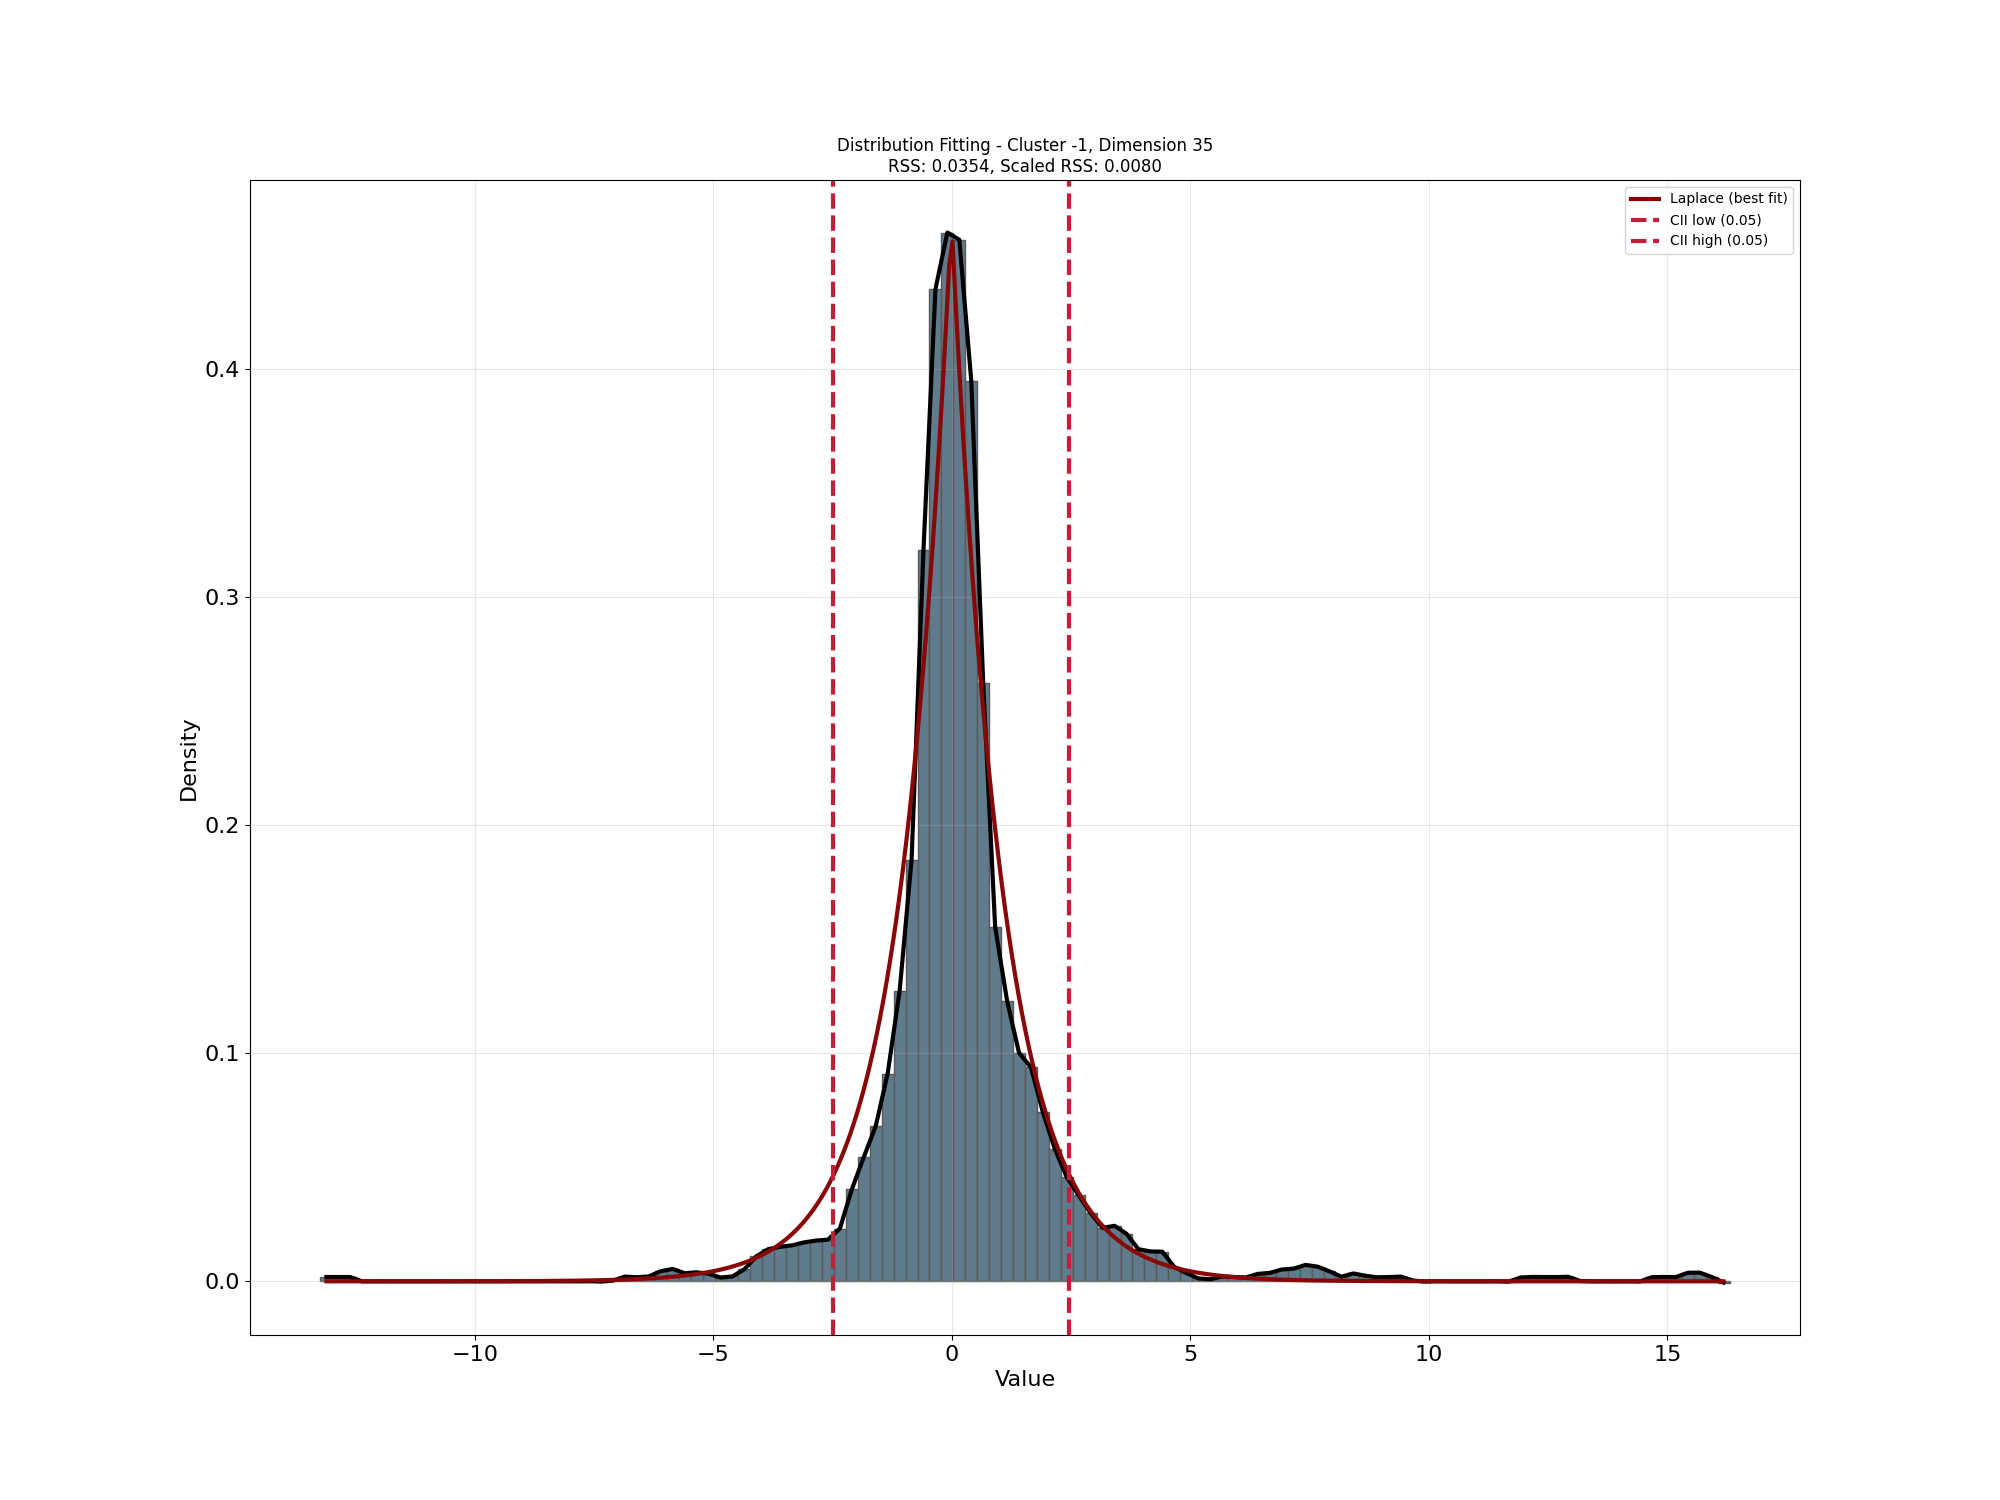 Distribution Fitting - Cluster -1, Dimension 35
RSS: 0.0354, Scaled RSS: 0.0080
Laplace (best fit)
CII low (0.05)
CII high (0.05)
0.4
0.3
0.2
0.1
0.0
Density
−10
−5
0
5
10
15
Value